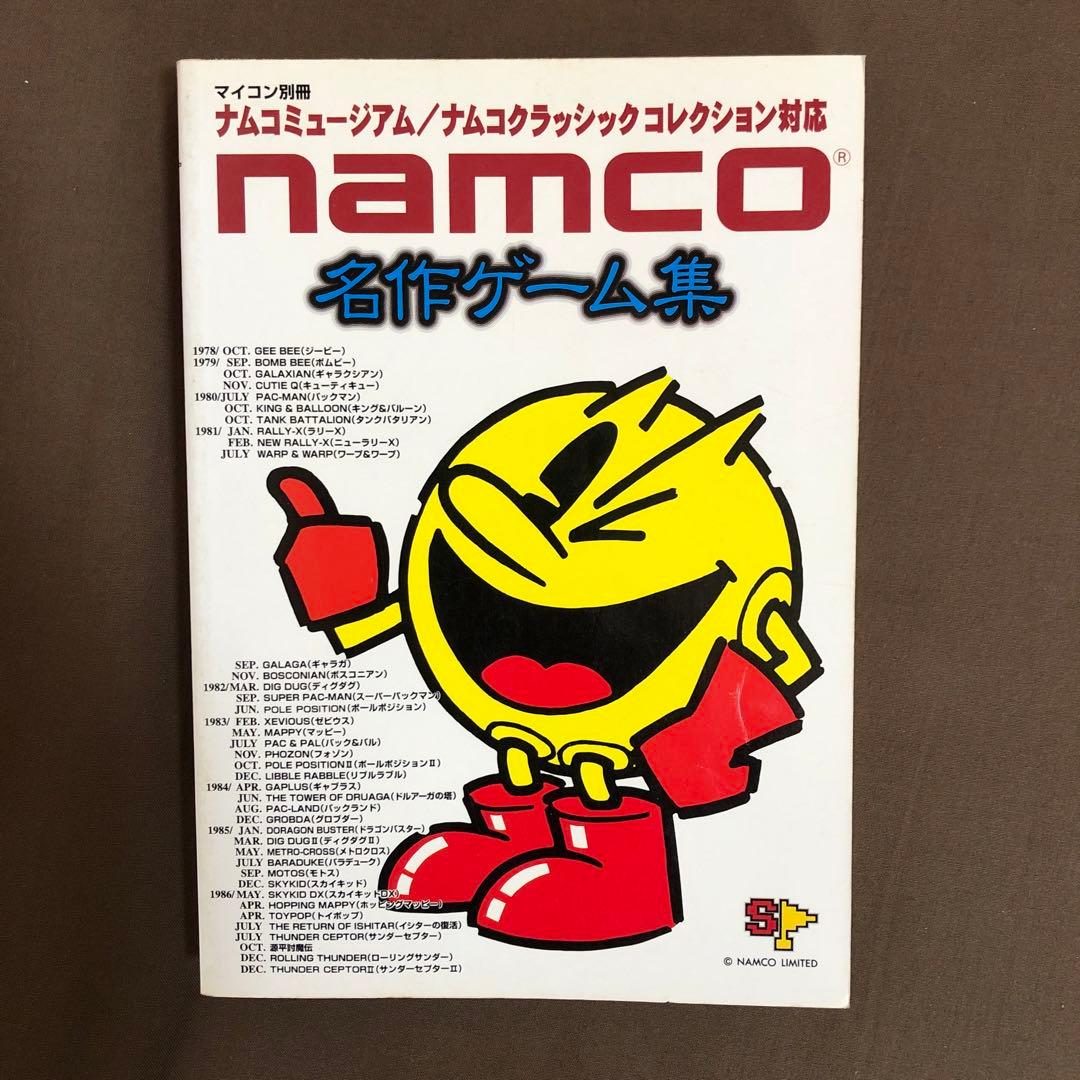 マイコン別冊
ナムコミュージアム/ナムコクラッシックコレクション対応
namco®
名作ゲーム集
1978/ OCT. GEE BEE(ジービー)
1979/ SEP. BOMB BEE(ボムビー)
OCT. GALAXIAN(ギャラクシアン)
NOV. CUTIE Q(キューティキュー)
1980/JULY PAC-MAN(パックマン)
OCT. KING & BALLOON(キング&バルーン)
OCT. TANK BATTALION(タンクバタリアン)
1981/ JAN. RALLY-X(ラリーX)
FEB. NEW RALLY-X(ニューラリーX)
JULY WARP & WARP(ワープ&ワープ)
SEP. GALAGA(ギャラガ)
NOV. BOSCONIAN(ボスコニアン)
1982/MAR. DIG DUG(ディグダグ)
SEP. SUPER PAC-MAN(スーパーパックマン)
JUN. POLE POSITION(ポールポジション)
1983/ FEB. XEVIOUS(ゼビウス)
MAY. MAPPY(マッピー)
JULY PAC & PAL(パック&パル)
NOV. PHOZON(フォゾン)
OCT. POLE POSITIONⅡ(ポールポジションⅡ)
DEC. LIBBLE RABBLE(リブルラブル)
1984/ APR. GAPLUS(ギャプラス)
JUN. THE TOWER OF DRUAGA(ドルアーガの塔)
AUG. PAC-LAND(パックランド)
DEC. GROBDA(グロブダー)
1985/ JAN. DORAGON BUSTER(ドラゴンバスター)
MAR. DIG DUGⅡ(ディグダグⅡ)
MAY. METRO-CROSS(メトロクロス)
JULY BARADUKE(バラデューク)
SEP. MOTOS(モトス)
DEC. SKYKID(スカイキッド)
1986/MAY. SKYKID DX(スカイキッドDX)
APR. HOPPING MAPPY(ホッピングマッピー)
APR. TOYPOP(トイポップ)
JULY THE RETURN OF ISHITAR(イシターの復活)
JULY THUNDER CEPTOR(サンダーセプター)
OCT. 源平討魔伝
DEC. ROLLING THUNDER(ローリングサンダー)
DEC. THUNDER CEPTORⅡ(サンダーセプターⅡ)
S
© NAMCO LIMITED